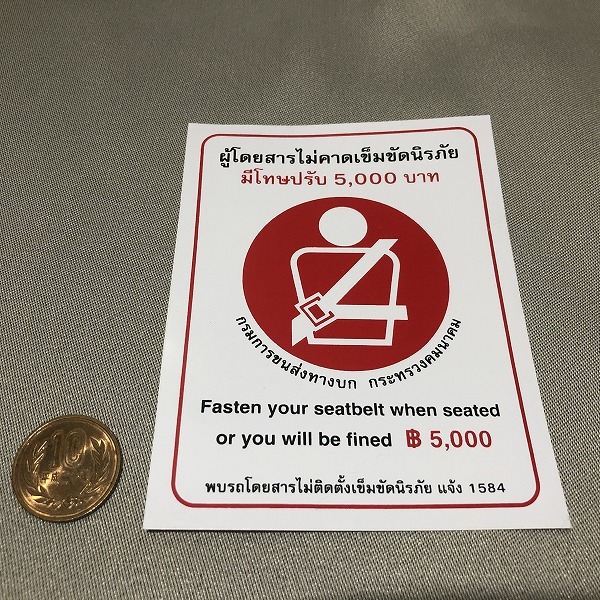 ผู้โดยสารไม่คาดเข็มขัดนิรภัย
มีโทษปรับ 5,000 บาท
กรมการขนส่งทางบก กระทรวงคมนาคม
Fasten your seatbelt when seated
or you will be fined ฿ 5,000
พบรถโดยสารไม่ติดตั้งเข็มขัดนิรภัย แจ้ง 1584
10